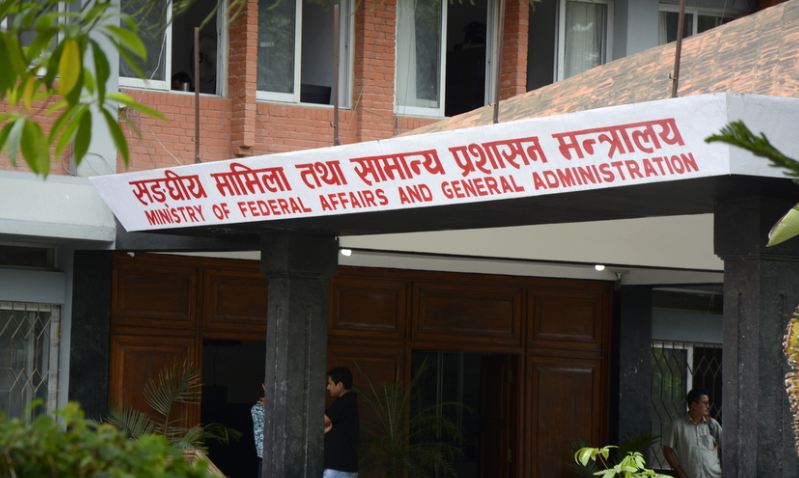 सङ्घीय मामिला तथा सामान्य प्रशासन मन्त्रालय
MINISTRY OF FEDERAL AFFAIRS AND GENERAL ADMINISTRATION